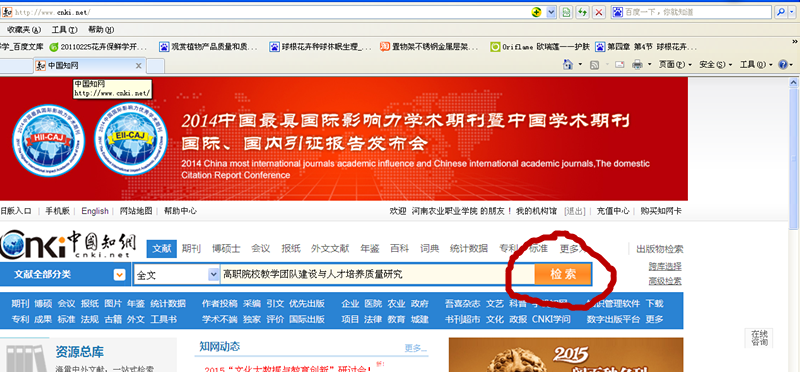 http://www.cnki.net/
百度一下，你就知道
收藏夹(A) 工具(T) 帮助(H)
学_百度文库 20110225花卉保鲜学开... 观赏植物产品质量和质... 球根花卉种球休眠生理_... 置物架不锈钢金属层架... Oriflame 欧瑞莲——护肤 第四章 第4节 球根花卉...
中国知网 页面(P) 安全(S) 工具(O)
中国知网
http://www.cnki.net/
HII-CAJ EII-CAJ
2014中国最具国际影响力学术期刊暨中国学术期刊
国际、国内引证报告发布会
2014 China most international journals academic influence and Chinese international academic journals,The domestic
Citation Report Conference
旧版入口 手机版 English 网站地图 帮助中心 欢迎 河南农业职业学院 的朋友！我的机构馆 [退出] 充值中心 购买知网卡
Cnki 中国知網
cnki.net
文献 期刊 博硕士 会议 报纸 外文文献 年鉴 百科 词典 统计数据 专利 标准 更多 出版物检索
文献全部分类 全文 高职院校教学团队建设与人才培养质量研究 检索 跨库选择
高级检索
期刊 博硕 会议 报纸 图片 年鉴 统计数据 作者投稿 采编 引文 优先出版 企业 医院 农业 政府 吾喜杂志 文艺 科普 管理软件 下载
专利 成果 标准 法规 古籍 外文 工具书 学术不端 独家 评价 国际出版 项目 法律 教育 城建 书刊超市 文化 政报 CNKI学问 数字出版平台 更多
在线
咨询
资源总库 知网动态 更多... 2015
海量中外文献，一站式检索 2015“文化大数据与教育创新”研讨会！